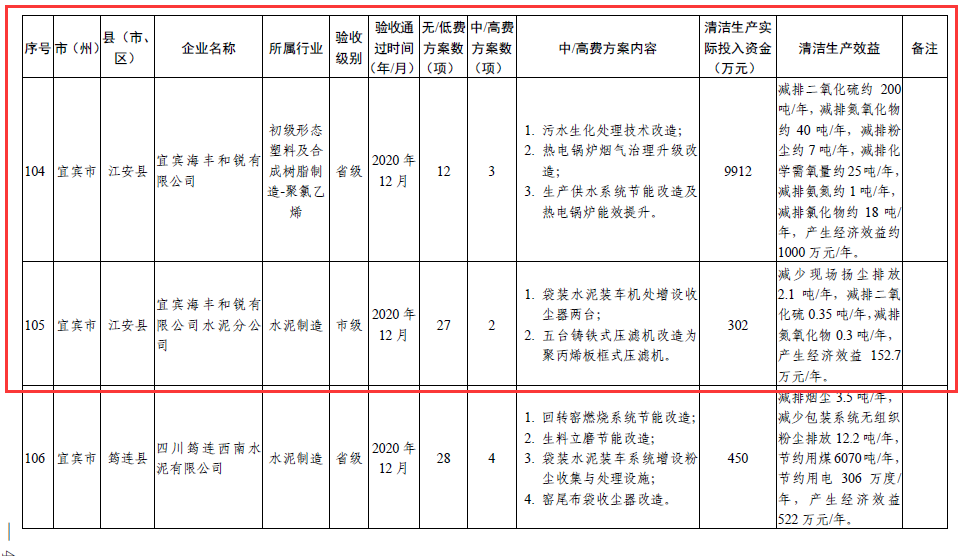 序号
市（州）
县（市、
区）
企业名称
所属行业
验收
级别
验收通
过时间
（年/月）
无/低费
方案数
（项）
中/高费
方案数
（项）
中/高费方案内容
清洁生产实
际投入资金
（万元）
清洁生产效益
备注
104
宜宾市
江安县
宜宾海丰和锐有
限公司
初级形态
塑料及合
成树脂制
造-聚氯乙
烯
省级
2020 年
12 月
12
3
1. 污水生化处理技术改造；
2. 热电锅炉烟气治理升级改
造；
3. 生产供水系统节能改造及
热电锅炉能效提升。
9912
减排二氧化硫约 200
吨/年，减排氮氧化物
约 40 吨/年，减排粉
尘约 7 吨/年，减排化
学需氧量约 25 吨/年，
减排氨氮约 1 吨/年，
减排氯化物约 18 吨/
年，产生经济效益约
1000 万元/年。
105
宜宾市
江安县
宜宾海丰和锐有
限公司水泥分公
司
水泥制造
市级
2020 年
12 月
27
2
1. 袋装水泥装车机处增设收
尘器两台；
2. 五台铸铁式压滤机改造为
聚丙烯板框式压滤机。
302
减少现场扬尘排放
2.1 吨/年，减排二氧
化硫 0.35 吨/年，减排
氮氧化物 0.3 吨/年，
产生经济效益 152.7
万元/年。
106
宜宾市
筠连县
四川筠连西南水
泥有限公司
水泥制造
省级
2020 年
12 月
28
4
1. 回转窑燃烧系统节能改造；
2. 生料立磨节能改造；
3. 袋装水泥装车系统增设粉
尘收集与处理设施；
4. 窑尾布袋收尘器改造。
450
减排烟尘 3.5 吨/年，
减少包装系统无组织
粉尘排放 12.2 吨/年，
节约用煤 6070 吨/年，
节约用电 306 万度/
年，产生经济效益
522 万元/年。